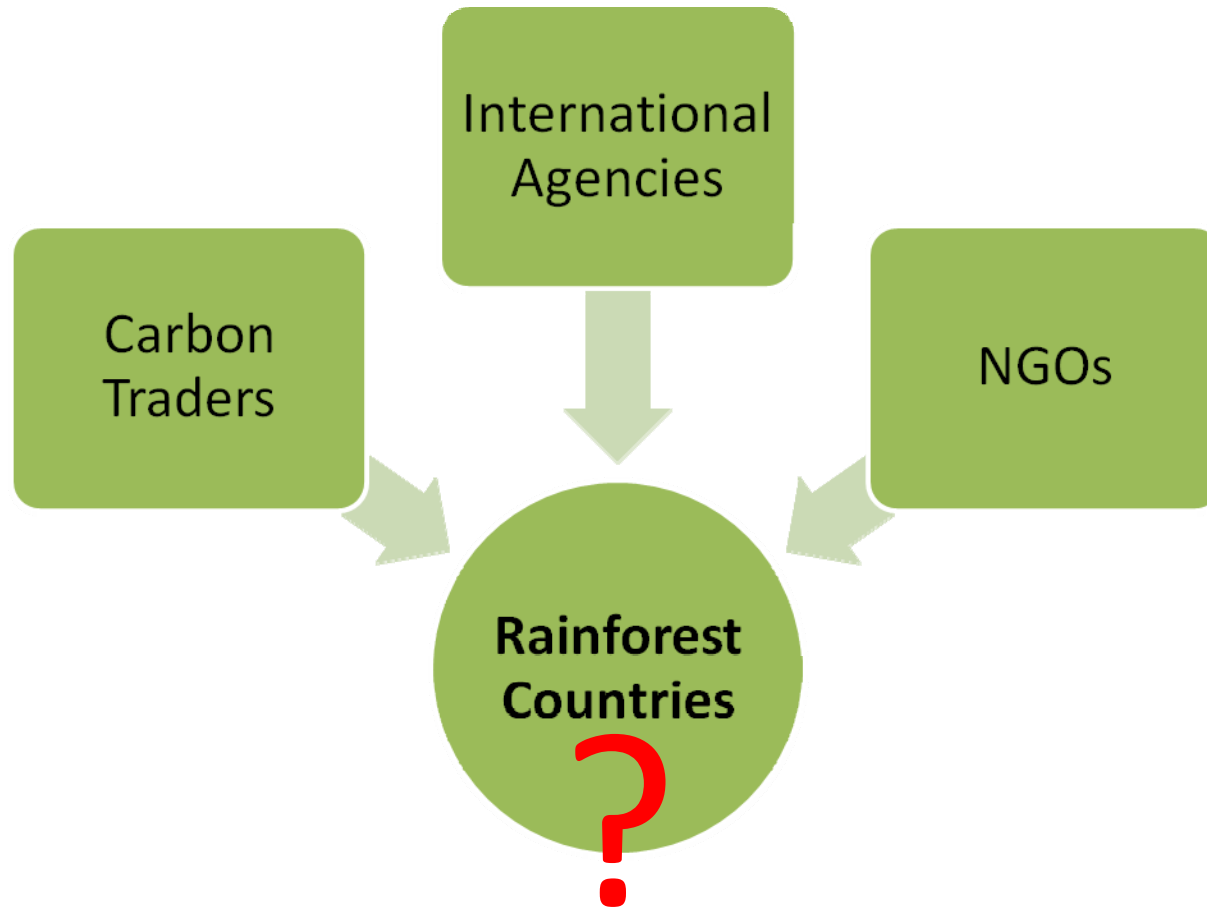 International
Agencies
Carbon
Traders
NGOs
Rainforest
Countries
?